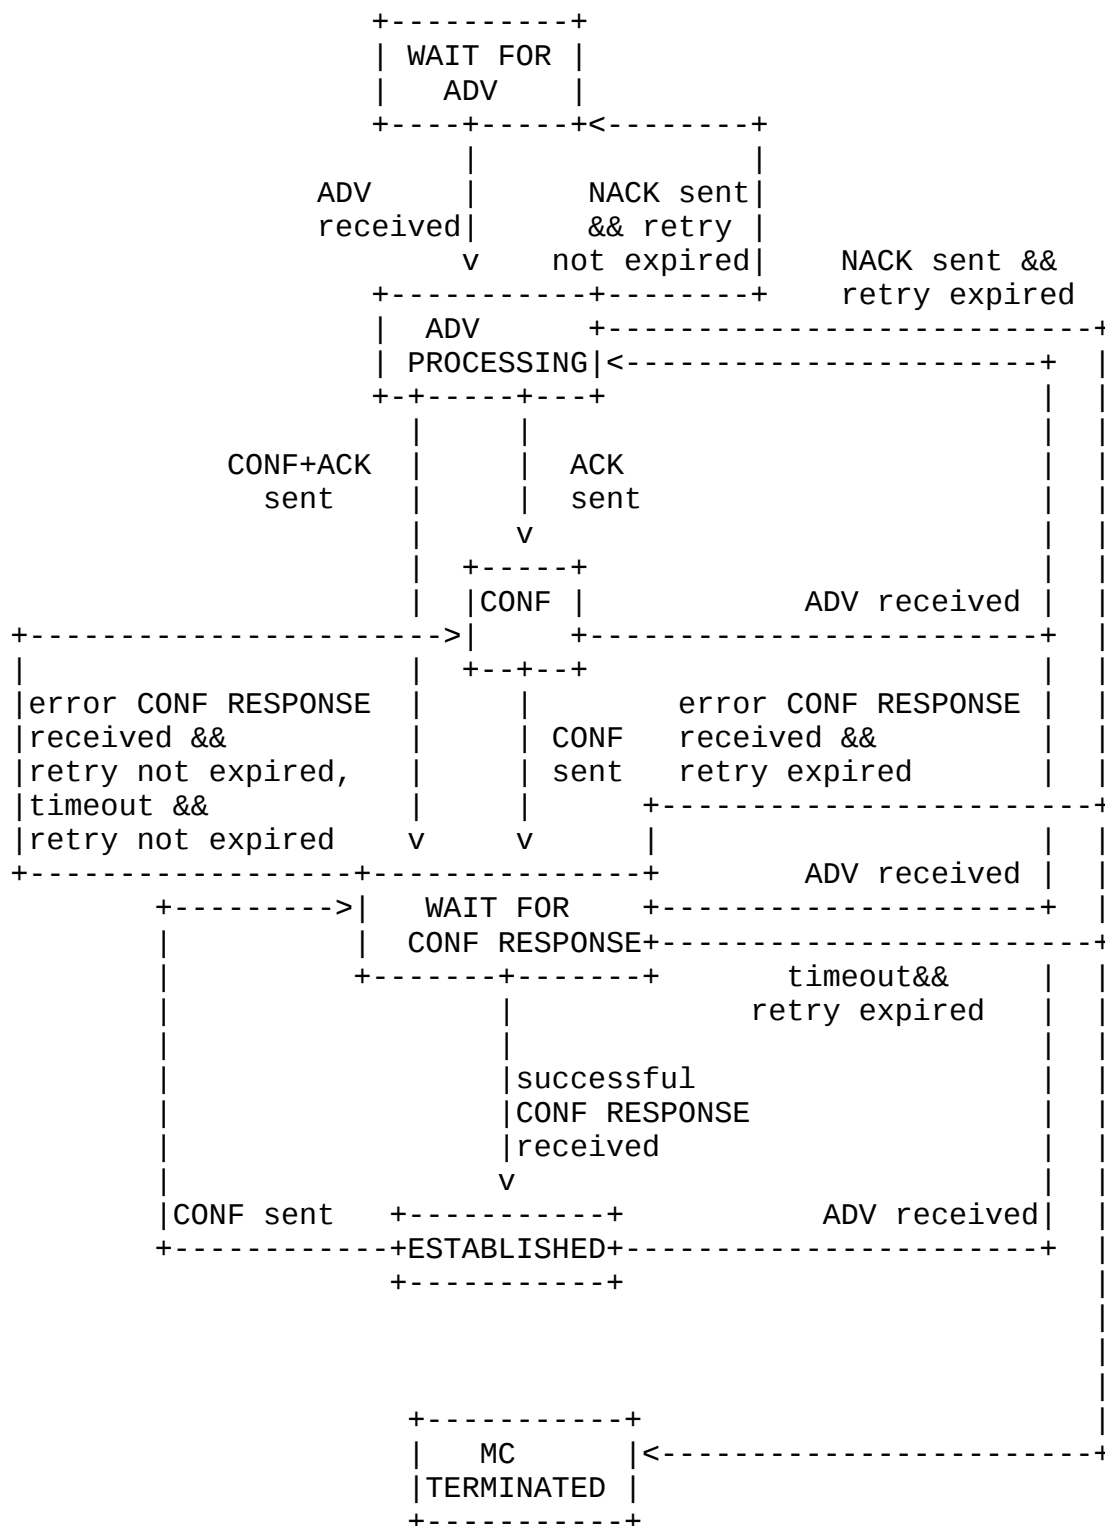 WAIT FOR
ADV
ADV NACK sent
received && retry
not expired NACK sent &&
retry expired
ADV
PROCESSING
CONF+ACK ACK
sent sent
CONF ADV received
error CONF RESPONSE error CONF RESPONSE
received && CONF received &&
retry not expired, sent retry expired
timeout &&
retry not expired
ADV received
WAIT FOR
CONF RESPONSE
timeout&&
retry expired
successful
CONF RESPONSE
received
CONF sent ADV received
ESTABLISHED
MC
TERMINATED